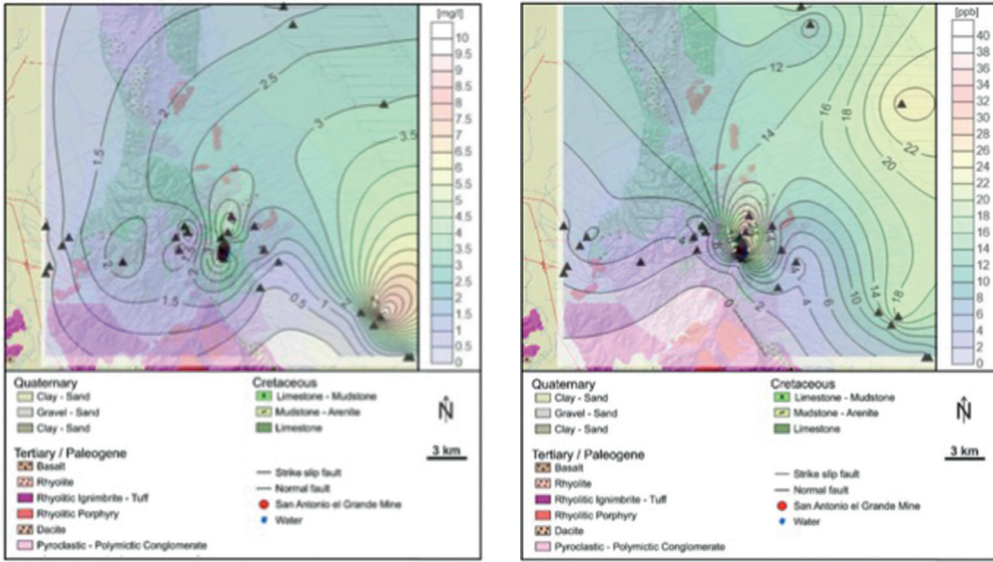 [mg/l]
10
9.5
9
8.5
8
7.5
7
6.5
6
5.5
5
4.5
4
3.5
3
2.5
2
1.5
1
0.5
0
1.5
2
2.5
3
3.5
2
2
1.5
0.5
1
2
Quaternary
Clay - Sand
Gravel - Sand
Clay - Sand
Tertiary / Paleogene
Basalt
Rhyolite
Rhyolitic Ignimbrite - Tuff
Rhyolitic Porphyry
Dacite
Pyroclastic - Polymictic Conglomerate
Cretaceous
Limestone - Mudstone
Mudstone - Arenite
Limestone
Strike slip fault
Normal fault
San Antonio el Grande Mine
Water
N
3 km
[ppb]
40
38
36
34
32
30
28
26
24
22
20
18
16
14
12
10
8
6
4
2
0
12
14
16
18
20
22
4
4
0
2
4
6
10
14
18
Quaternary
Clay - Sand
Gravel - Sand
Clay - Sand
Tertiary / Paleogene
Basalt
Rhyolite
Rhyolitic Ignimbrite - Tuff
Rhyolitic Porphyry
Dacite
Pyroclastic - Polymictic Conglomerate
Cretaceous
Limestone - Mudstone
Mudstone - Arenite
Limestone
Strike slip fault
Normal fault
San Antonio el Grande Mine
Water
N
3 km